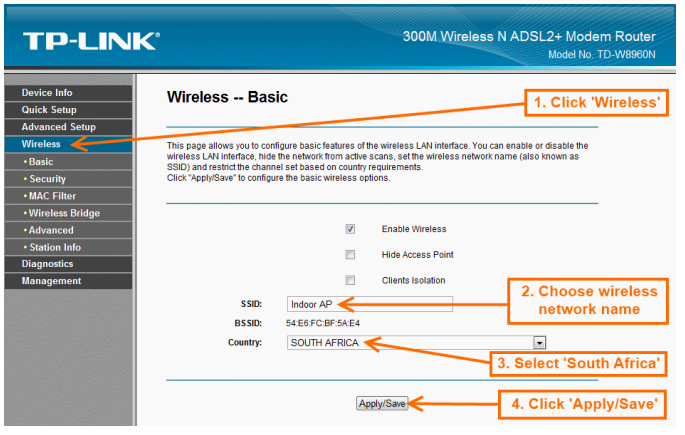 TP-LINK®
300M Wireless N ADSL2+ Modem Router
Model No. TD-W8960N
Device Info
Quick Setup
Advanced Setup
Wireless
• Basic
• Security
• MAC Filter
• Wireless Bridge
• Advanced
• Station Info
Diagnostics
Management
Wireless -- Basic
1. Click 'Wireless'
This page allows you to configure basic features of the wireless LAN interface. You can enable or disable the
wireless LAN interface, hide the network from active scans, set the wireless network name (also known as
SSID) and restrict the channel set based on country requirements.
Click "Apply/Save" to configure the basic wireless options.
Enable Wireless
Hide Access Point
Clients Isolation
SSID: Indoor AP
2. Choose wireless
network name
BSSID: 54:E6:FC:BF:5A:E4
Country: SOUTH AFRICA
3. Select 'South Africa'
Apply/Save
4. Click 'Apply/Save'